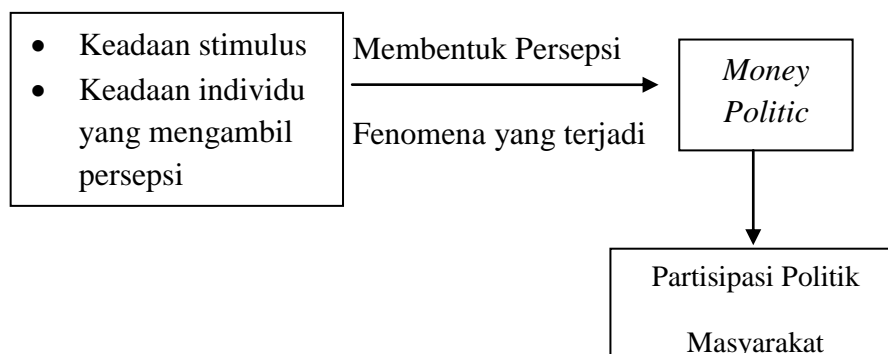 • Keadaan stimulus
• Keadaan individu
yang mengambil
persepsi
Membentuk Persepsi
Fenomena yang terjadi
Money
Politic
Partisipasi Politik
Masyarakat